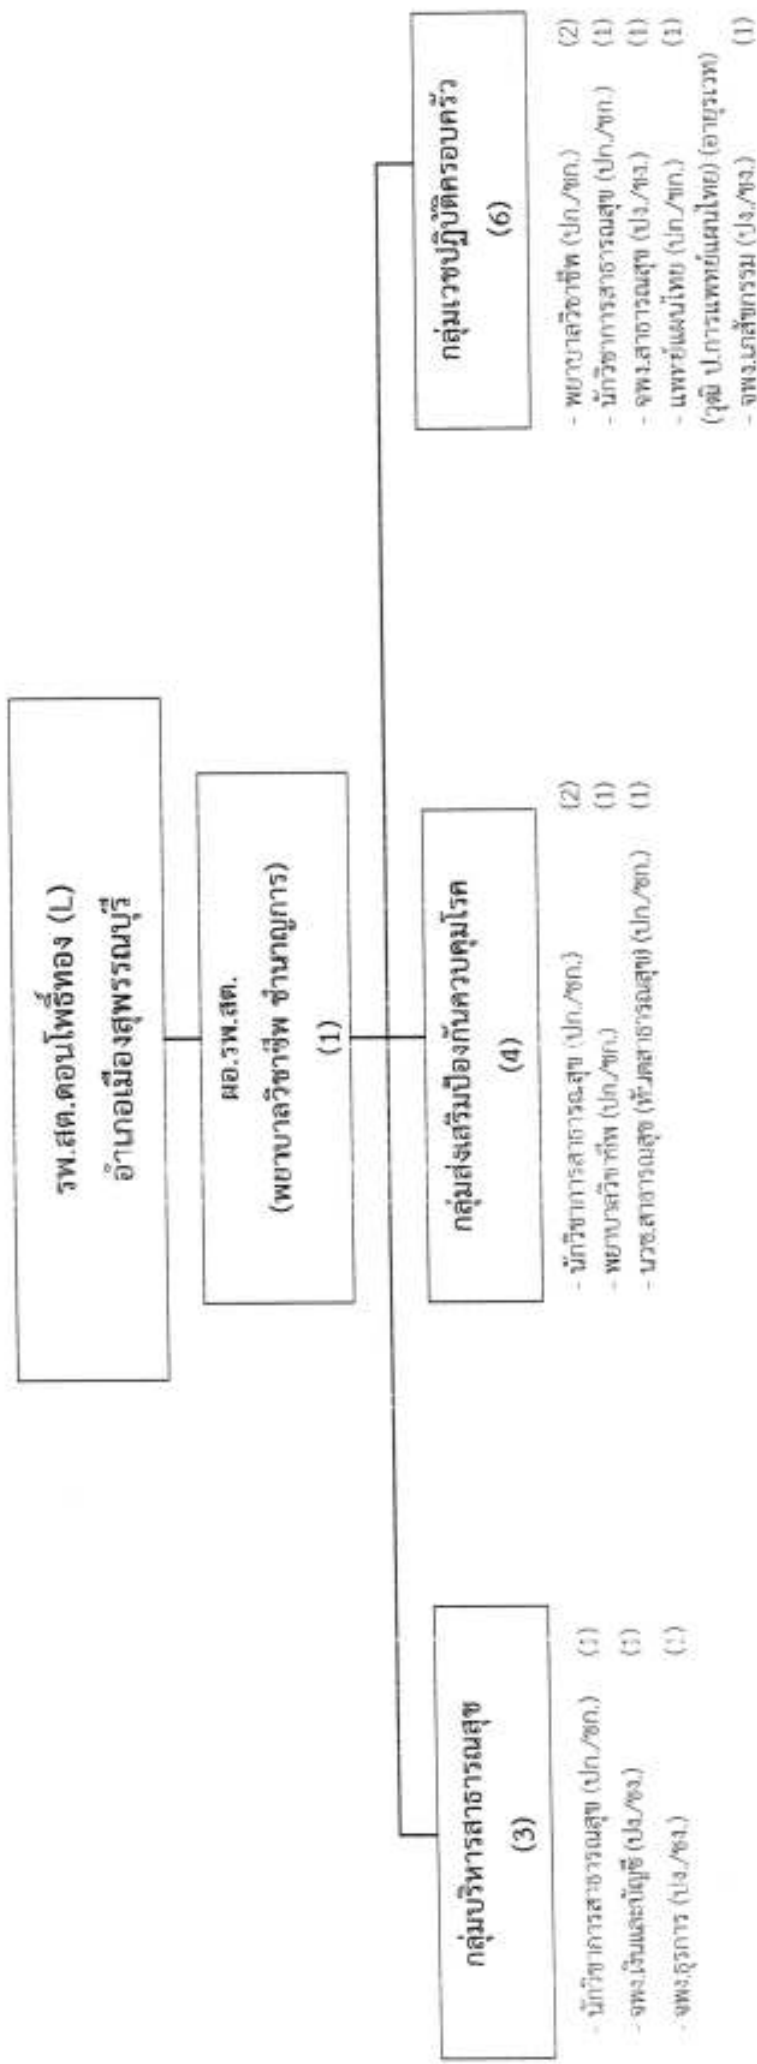 รพ.สต.ดอนโพธิ์ทอง (L)
อำเภอเมืองสุพรรณบุรี
ผอ.รพ.สต.
(พยาบาลวิชาชีพ ชำนาญการ)
(1)
กลุ่มบริหารสาธารณสุข
(3)
- นักวิชาการสาธารณสุข (ปก./ชก.) (1)
- จพง.เงินและบัญชี (ปง./ชง.) (1)
- จพง.ธุรการ (ปง./ชง.) (1)
กลุ่มส่งเสริมป้องกันควบคุมโรค
(4)
- นักวิชาการสาธารณสุข (ปก./ชก.) (2)
- พยาบาลวิชาชีพ (ปก./ชก.) (1)
- นวช.สาธารณสุข (ทันตสาธารณสุข) (ปก./ชก.) (1)
กลุ่มเวชปฏิบัติครอบครัว
(6)
- พยาบาลวิชาชีพ (ปก./ชก.) (2)
- นักวิชาการสาธารณสุข (ปก./ชก.) (1)
- จพง.สาธารณสุข (ปง./ชง.) (1)
- แพทย์แผนไทย (ปก./ชก.) (1)
(วุฒิ ป.การแพทย์แผนไทย) (อายุรเวท)
- จพง.เภสัชกรรม (ปง./ชง.) (1)